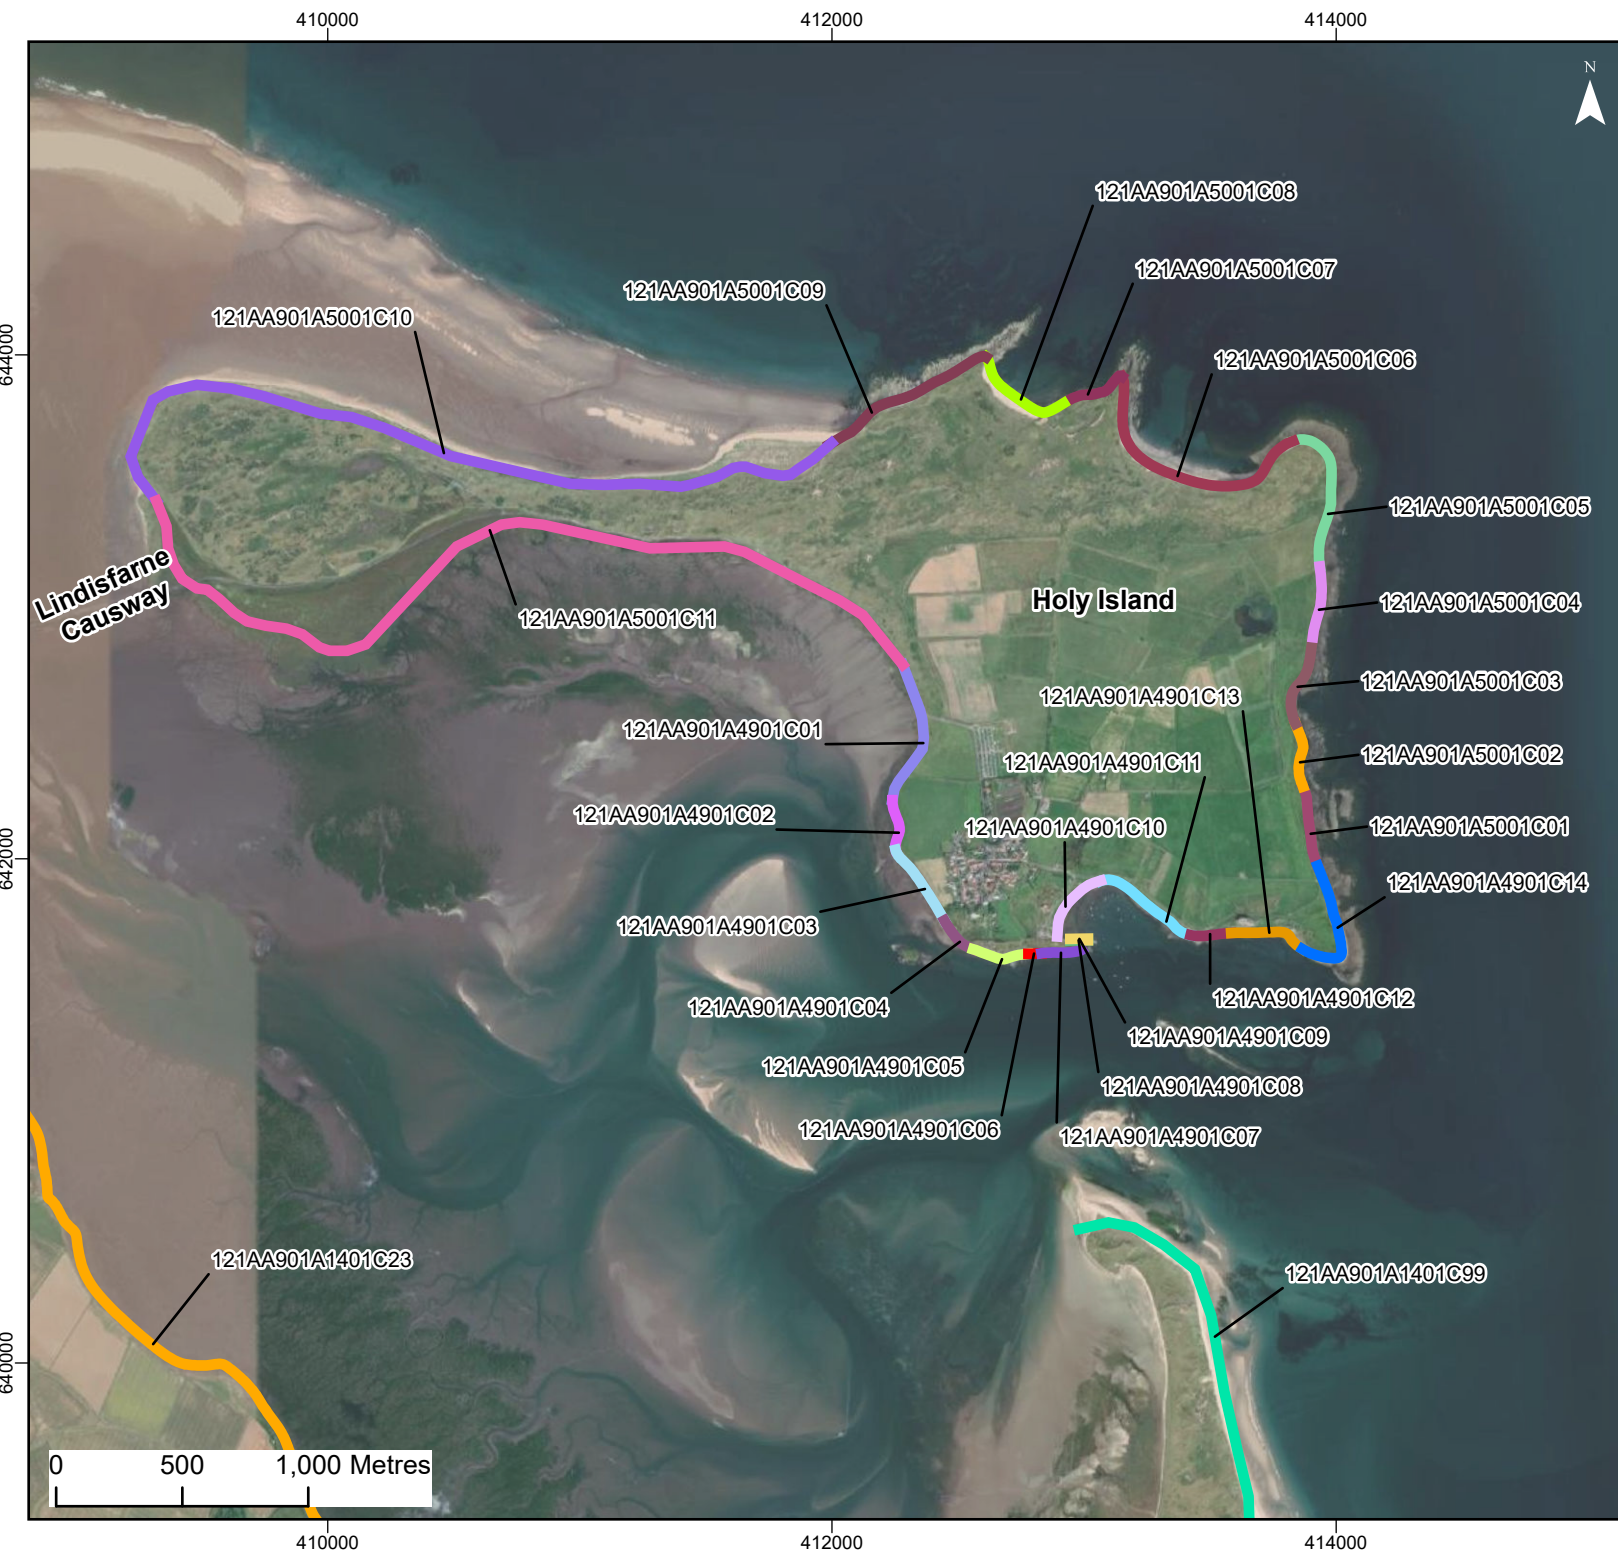 410000
412000
414000
N
121AA901A5001C08
121AA901A5001C07
121AA901A5001C09
121AA901A5001C10
644000
121AA901A5001C06
121AA901A5001C05
Lindisfarne
Causway
Holy Island
121AA901A5001C04
121AA901A5001C11
121AA901A5001C03
121AA901A4901C13
121AA901A4901C01
121AA901A5001C02
121AA901A4901C11
121AA901A4901C02
121AA901A4901C10
121AA901A5001C01
642000
121AA901A4901C14
121AA901A4901C03
121AA901A4901C12
121AA901A4901C04
121AA901A4901C09
121AA901A4901C05
121AA901A4901C08
121AA901A4901C06
121AA901A4901C07
121AA901A1401C23
121AA901A1401C99
640000
0 500 1,000 Metres
410000
412000
414000